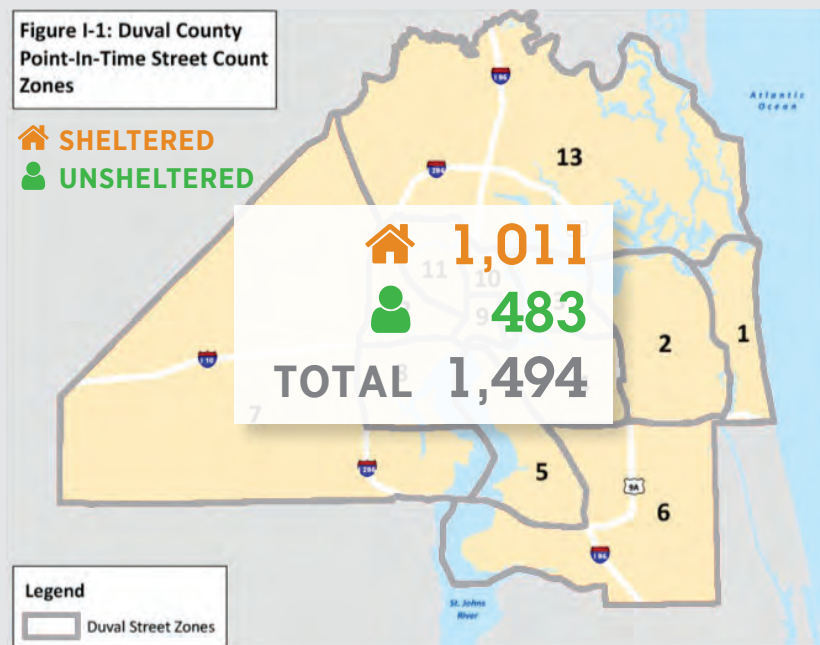 Figure I-1: Duval County
Point-In-Time Street Count
Zones
SHELTERED
UNSHELTERED
Atlantic
Ocean
I 95
I 295
13
1,011
11
10
483
9
3
2
1
TOTAL 1,494
I 10
8
4
7
I 295
5
9A
6
I 95
Legend
Duval Street Zones
St. Johns
River